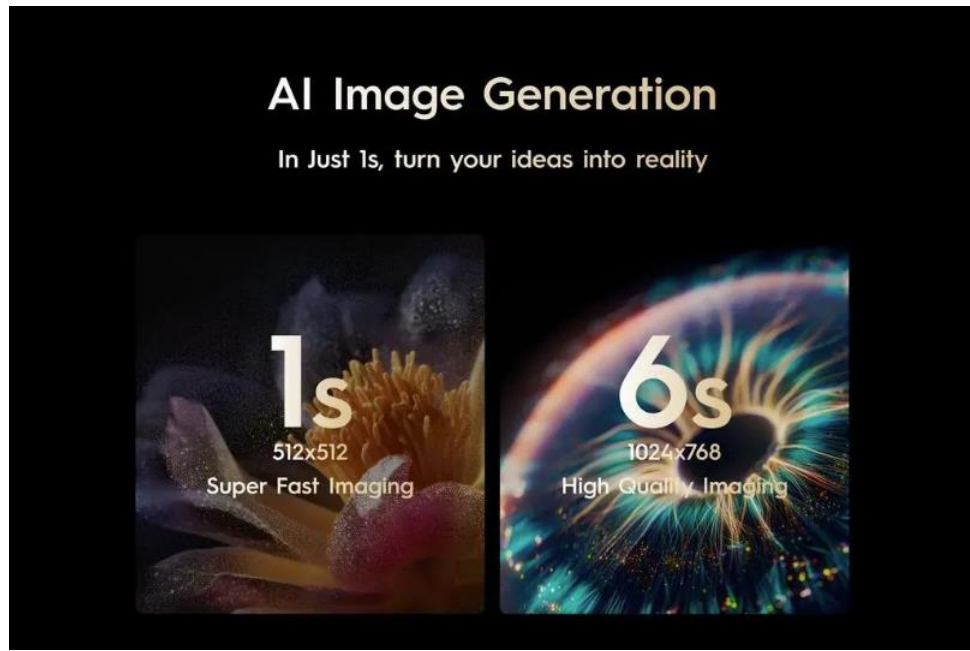 AI Image Generation
In Just 1s, turn your ideas into reality
1s
512x512
Super Fast Imaging
6s
1024x768
High Quality Imaging